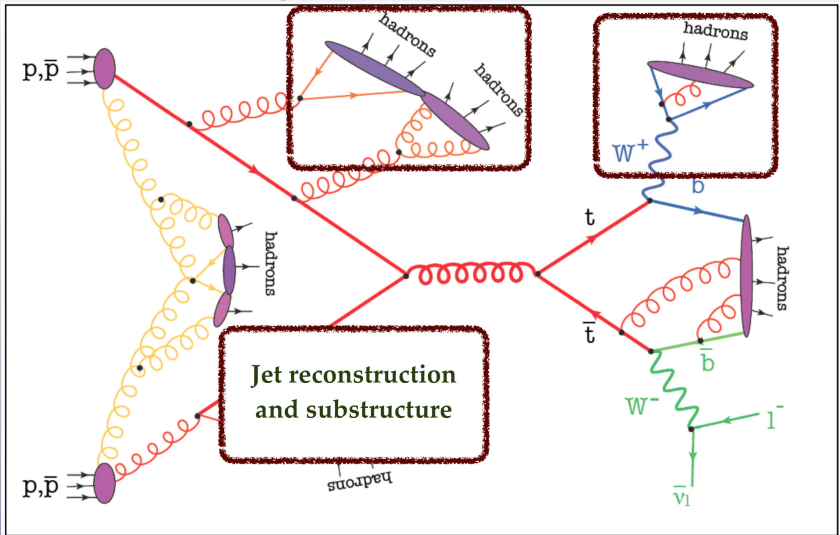 hadrons
hadrons
hadrons
p,p̅
W⁺
b
t
hadrons
hadrons
t̅
b̅
Jet reconstruction
and substructure
W⁻
l⁻
hadrons
p,p̅
ν̅ₗ